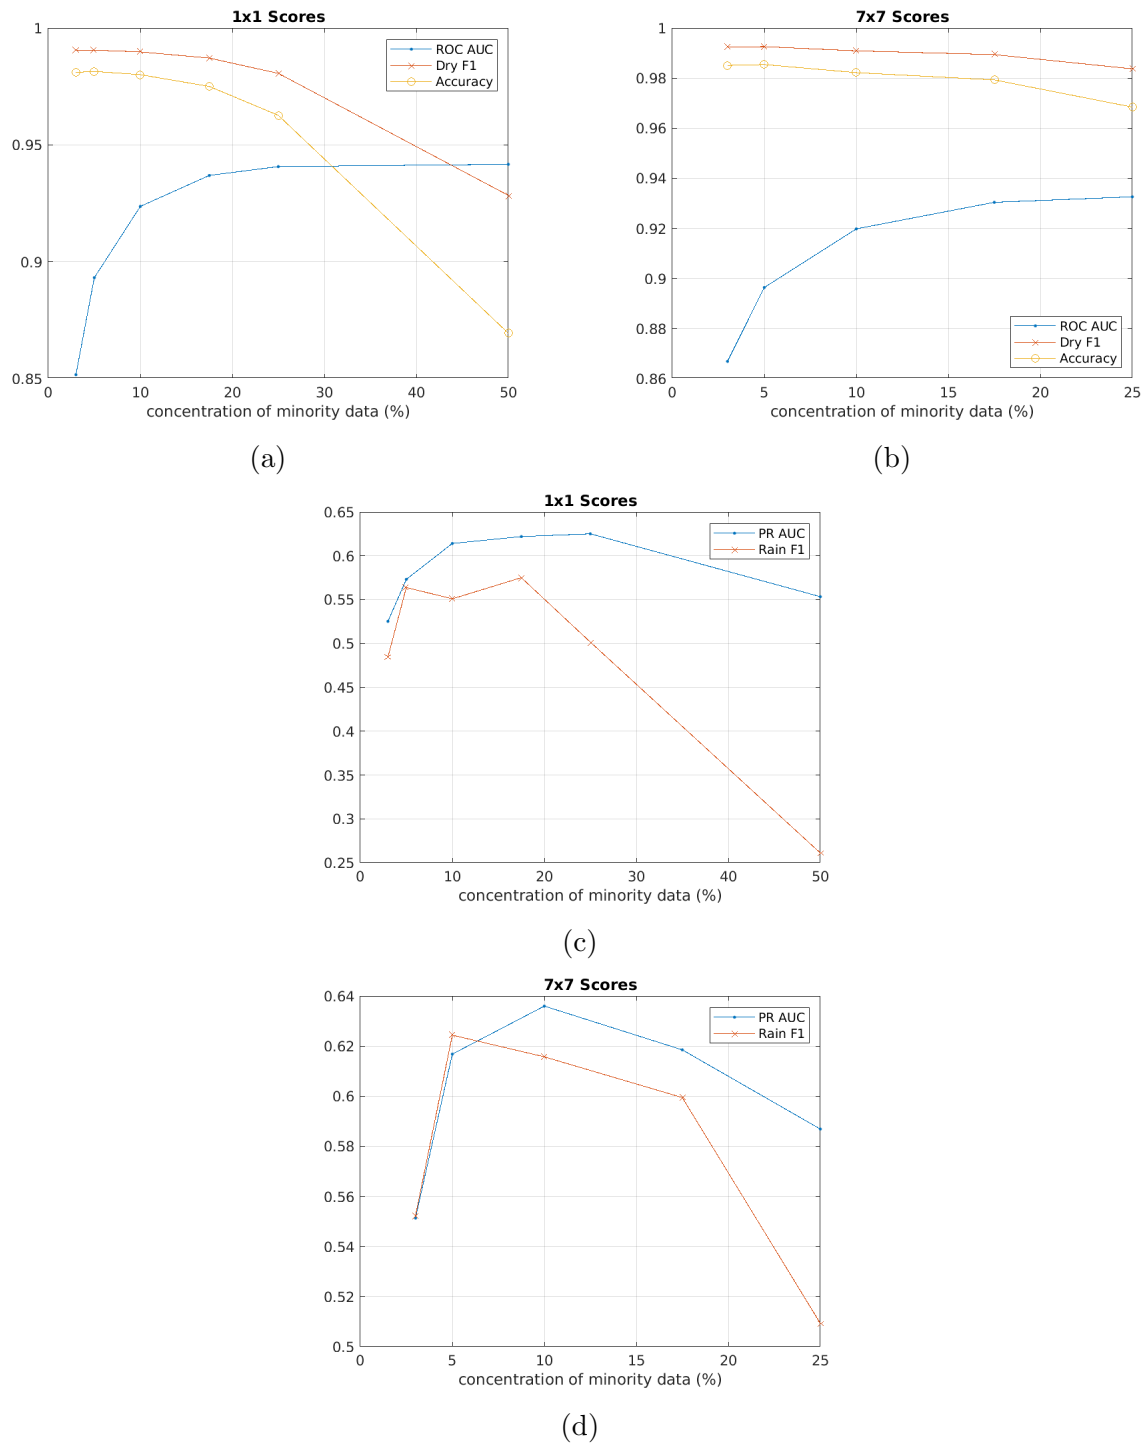 1x1 Scores
1
0.95
0.9
0.85
0 10 20 30 40 50
concentration of minority data (%)
ROC AUC
Dry F1
Accuracy
(a)
7x7 Scores
1
0.98
0.96
0.94
0.92
0.9
0.88
0.86
0 5 10 15 20 25
concentration of minority data (%)
ROC AUC
Dry F1
Accuracy
(b)
1x1 Scores
0.65
0.6
0.55
0.5
0.45
0.4
0.35
0.3
0.25
0 10 20 30 40 50
concentration of minority data (%)
PR AUC
Rain F1
(c)
7x7 Scores
0.64
0.62
0.6
0.58
0.56
0.54
0.52
0.5
0 5 10 15 20 25
concentration of minority data (%)
PR AUC
Rain F1
(d)